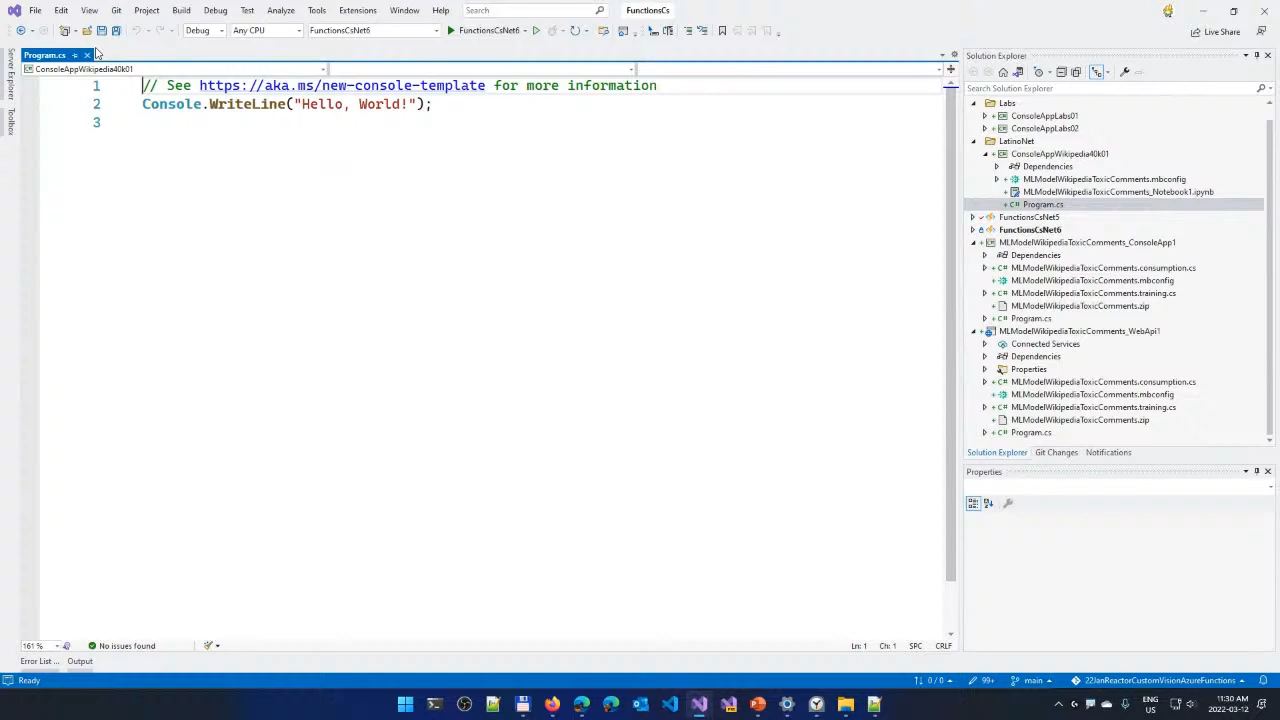 File Edit View Git Project Build Debug Test Analyze Tools Extensions Window Help Search FunctionsCs
Debug Any CPU FunctionsCsNet6 FunctionsCsNet6 Live Share
Server Explorer
Toolbox
Program.cs
ConsoleAppWikipedia40k01
1 // See https://aka.ms/new-console-template for more information
2 Console.WriteLine("Hello, World!");
3
161 % No issues found Ln: 1 Ch: 1 SPC CRLF
Error List ... Output
Solution Explorer
Search Solution Explorer
Labs
ConsoleAppLabs01
ConsoleAppLabs02
LatinoNet
ConsoleAppWikipedia40k01
Dependencies
MLModelWikipediaToxicComments.mbconfig
MLModelWikipediaToxicComments_Notebook1.ipynb
C# Program.cs
FunctionsCsNet5
FunctionsCsNet6
MLModelWikipediaToxicComments_ConsoleApp1
Dependencies
C# MLModelWikipediaToxicComments.consumption.cs
MLModelWikipediaToxicComments.mbconfig
C# MLModelWikipediaToxicComments.training.cs
MLModelWikipediaToxicComments.zip
C# Program.cs
MLModelWikipediaToxicComments_WebApi1
Connected Services
Dependencies
Properties
C# MLModelWikipediaToxicComments.consumption.cs
MLModelWikipediaToxicComments.mbconfig
C# MLModelWikipediaToxicComments.training.cs
MLModelWikipediaToxicComments.zip
C# Program.cs
Solution Explorer Git Changes Notifications
Properties
Ready 0 / 0 99+ main 22JanReactorCustomVisionAzureFunctions
ENG
US
11:30 AM
2022-03-12